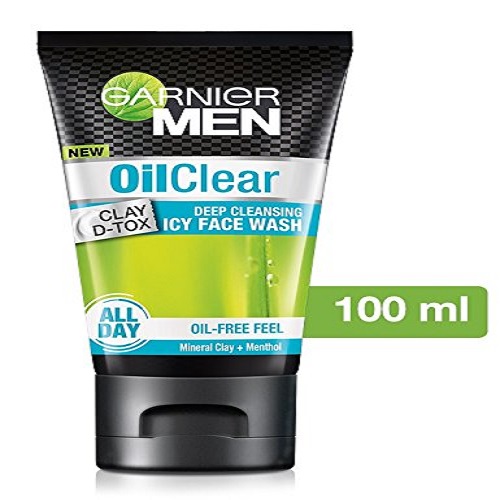 GARNIER
MEN
NEW
OilClear
CLAY
D-TOX
DEEP CLEANSING
ICY FACE WASH
ALL
DAY
OIL-FREE FEEL
Mineral Clay + Menthol
100 ml